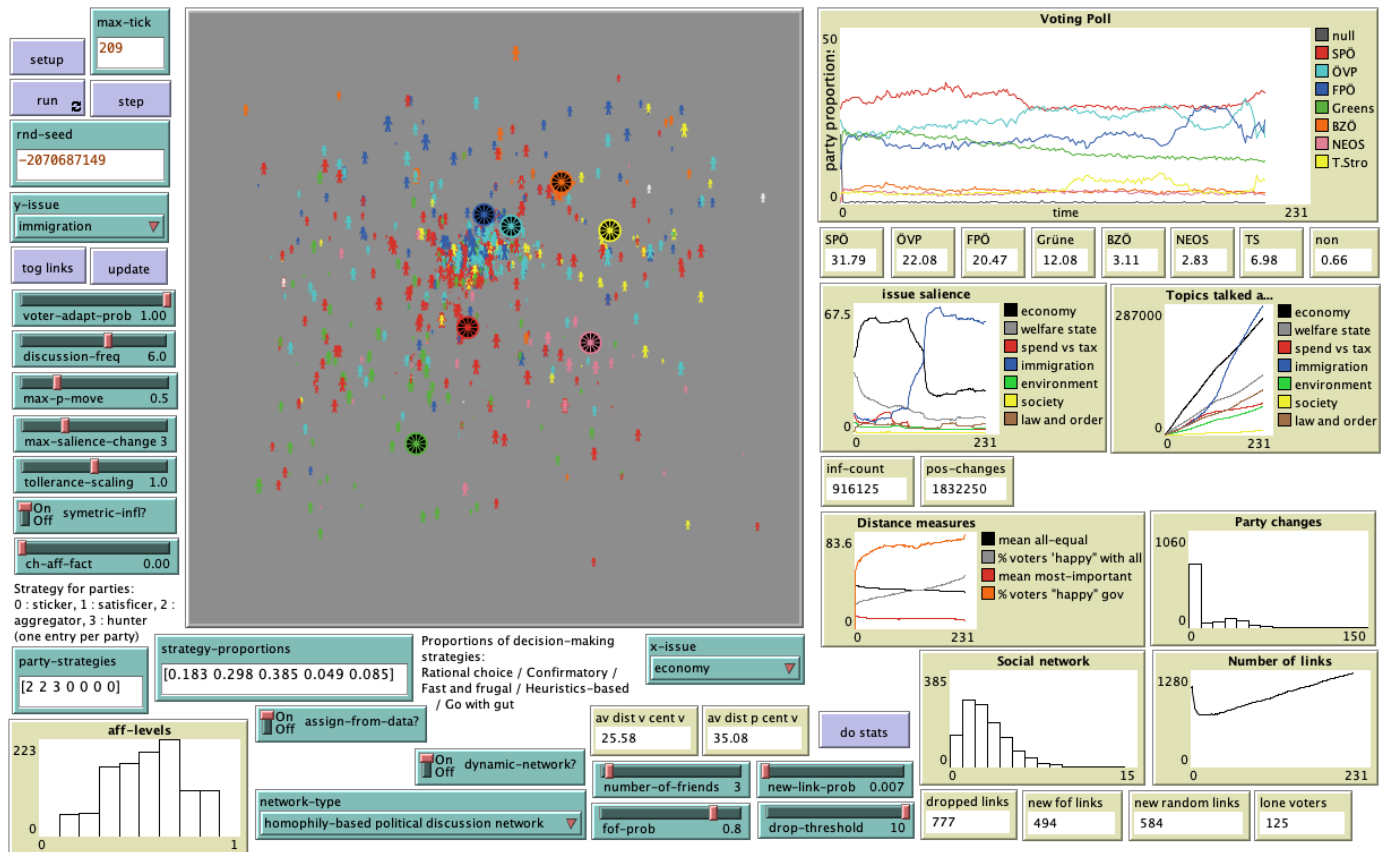 max-tick
209
setup
run
step
rnd-seed
-2070687149
y-issue
immigration
tog links
update
voter-adapt-prob 1.00
discussion-freq 6.0
max-p-move 0.5
max-salience-change 3
tollerance-scaling 1.0
On
Off
symetric-infl?
ch-aff-fact 0.00
Strategy for parties:
0 : sticker, 1 : satisficer, 2 :
aggregator, 3 : hunter
(one entry per party)
party-strategies
[2 2 3 0 0 0 0]
strategy-proportions
[0.183 0.298 0.385 0.049 0.085]
Proportions of decision-making
strategies:
Rational choice / Confirmatory /
Fast and frugal / Heuristics-based
/ Go with gut
x-issue
economy
aff-levels
223
0
0
1
On
Off
assign-from-data?
On
Off
dynamic-network?
network-type
homophily-based political discussion network
av dist v cent v
25.58
av dist p cent v
35.08
do stats
number-of-friends 3
new-link-prob 0.007
fof-prob 0.8
drop-threshold 10
Voting Poll
party proportions
50
0
0
time
231
null
SPÖ
ÖVP
FPÖ
Greens
BZÖ
NEOS
T.Stro
SPÖ
31.79
ÖVP
22.08
FPÖ
20.47
Grüne
12.08
BZÖ
3.11
NEOS
2.83
TS
6.98
non
0.66
issue salience
67.5
0
0
231
economy
welfare state
spend vs tax
immigration
environment
society
law and order
Topics talked a...
287000
0
0
231
economy
welfare state
spend vs tax
immigration
environment
society
law and order
inf-count
916125
pos-changes
1832250
Distance measures
83.6
0
0
231
mean all-equal
% voters 'happy" with all
mean most-important
% voters "happy" gov
Party changes
1060
0
0
150
Social network
385
0
0
15
Number of links
1280
0
0
231
dropped links
777
new fof links
494
new random links
584
lone voters
125